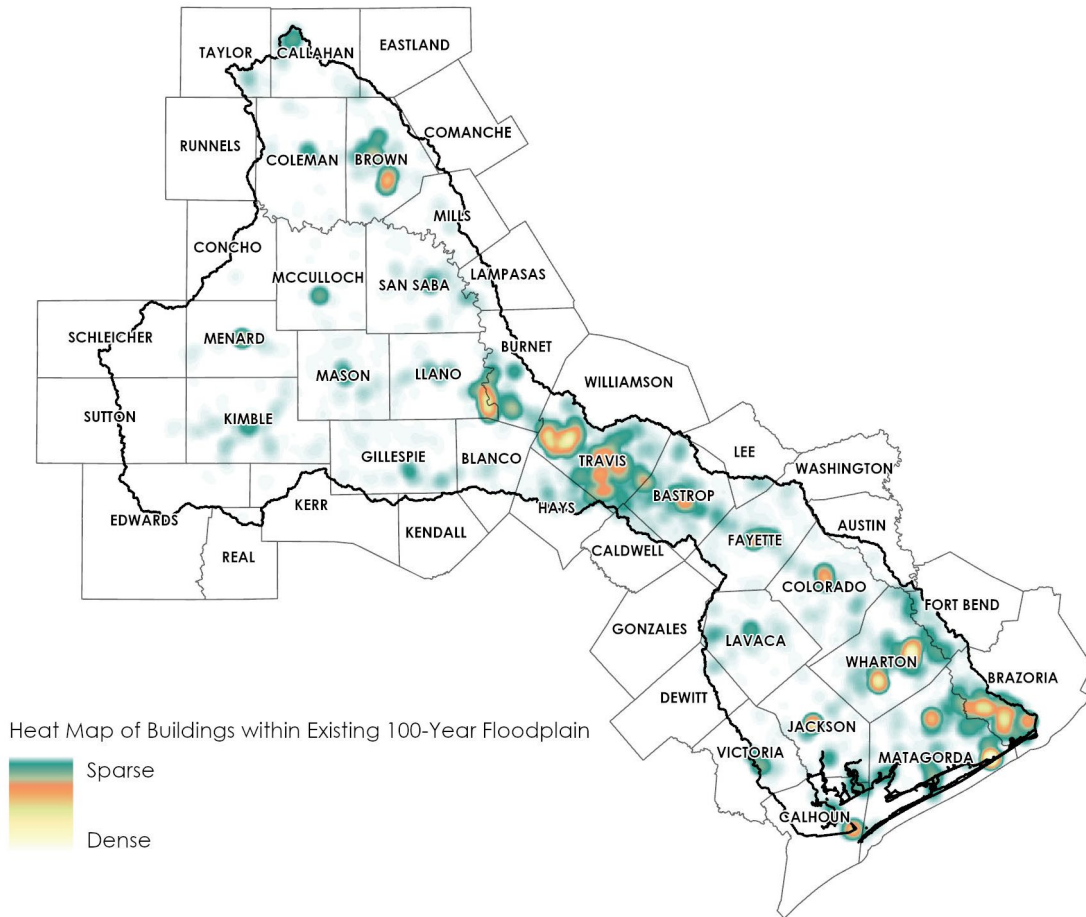 TAYLOR
CALLAHAN
EASTLAND
RUNNELS
COLEMAN
BROWN
COMANCHE
MILLS
CONCHO
MCCULLOCH
SAN SABA
LAMPASAS
SCHLEICHER
MENARD
BURNET
MASON
LLANO
WILLIAMSON
SUTTON
KIMBLE
GILLESPIE
BLANCO
TRAVIS
LEE
WASHINGTON
BASTROP
EDWARDS
KERR
HAYS
AUSTIN
REAL
KENDALL
CALDWELL
FAYETTE
COLORADO
FORT BEND
GONZALES
LAVACA
WHARTON
BRAZORIA
DEWITT
JACKSON
VICTORIA
MATAGORDA
CALHOUN
Heat Map of Buildings within Existing 100-Year Floodplain
Sparse
Dense